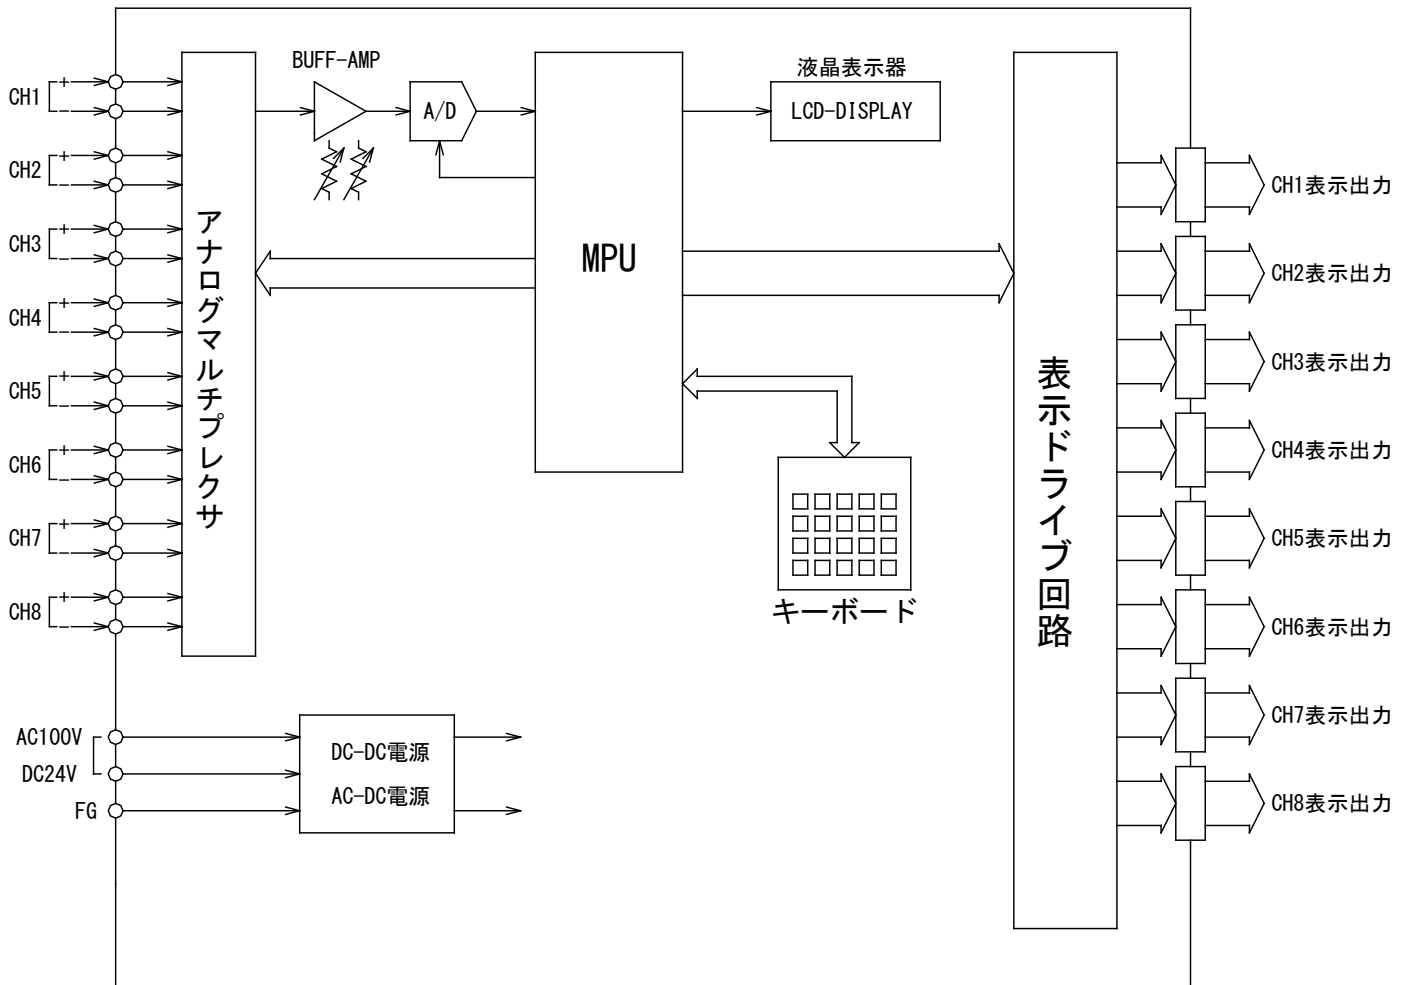 BUFF-AMP
液晶表示器
CH1
+
−
A/D
LCD-DISPLAY
CH2
+
−
CH1表示出力
アナログマルチプレクサ
MPU
表示ドライブ回路
CH3
+
−
CH2表示出力
CH4
+
−
CH3表示出力
CH5
+
−
CH4表示出力
CH6
+
−
CH7
+
−
CH5表示出力
CH8
+
−
キーボード
CH6表示出力
AC100V
DC-DC電源
CH7表示出力
DC24V
AC-DC電源
FG
CH8表示出力